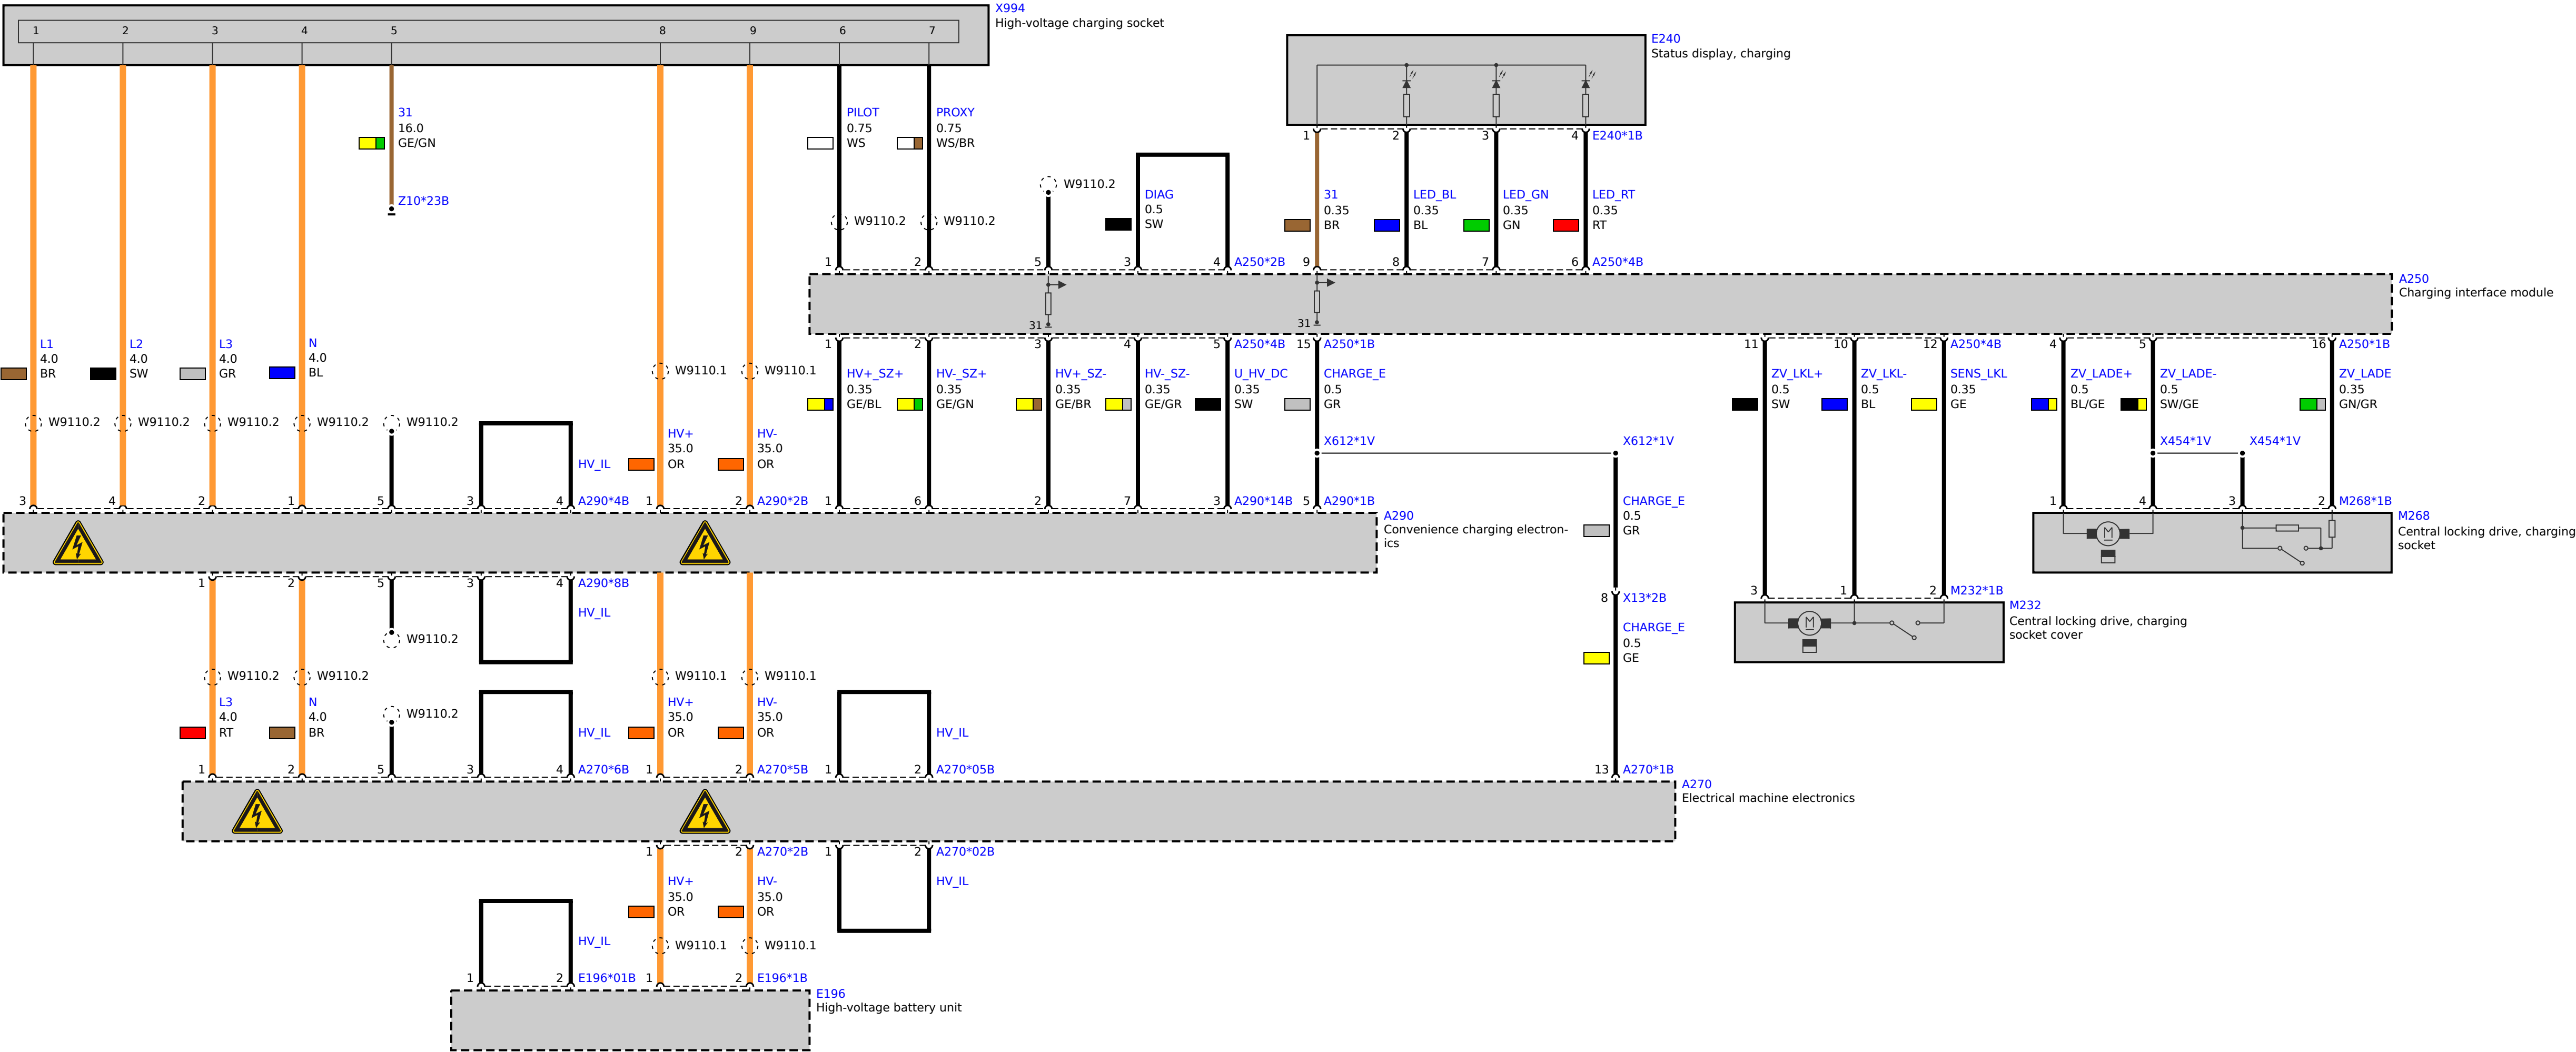 X994
High-voltage charging socket
1 2 3 4 5 8 9 6 7
E240
Status display, charging
31
16.0
GE/GN
Z10*23B
PILOT
0.75
WS
PROXY
0.75
WS/BR
W9110.2
W9110.2
W9110.2
DIAG
0.5
SW
1 2 3 4 E240*1B
31
0.35
BR
LED_BL
0.35
BL
LED_GN
0.35
GN
LED_RT
0.35
RT
1 2 5 3 4 A250*2B 9 8 7 6 A250*4B
A250
Charging interface module
31
31
1 2 3 4 5 A250*4B 15 A250*1B 11 10 12 A250*4B 4 5 16 A250*1B
L1
4.0
BR
L2
4.0
SW
L3
4.0
GR
N
4.0
BL
W9110.1
W9110.1
HV+_SZ+
0.35
GE/BL
HV-_SZ+
0.35
GE/GN
HV+_SZ-
0.35
GE/BR
HV-_SZ-
0.35
GE/GR
U_HV_DC
0.35
SW
CHARGE_E
0.5
GR
ZV_LKL+
0.5
SW
ZV_LKL-
0.5
BL
SENS_LKL
0.35
GE
ZV_LADE+
0.5
BL/GE
ZV_LADE-
0.5
SW/GE
ZV_LADE
0.35
GN/GR
W9110.2
W9110.2
W9110.2
W9110.2
W9110.2
HV_IL
HV+
35.0
OR
HV-
35.0
OR
X612*1V
X612*1V
X454*1V
X454*1V
3 4 2 1 5 3 4 A290*4B 1 2 A290*2B 1 6 2 7 3 A290*14B 5 A290*1B
CHARGE_E
0.5
GR
1 4 3 2 M268*1B
A290
Convenience charging electron-
ics
M268
Central locking drive, charging
socket
M
1 2 5 3 4 A290*8B
HV_IL
8 X13*2B
3 1 2 M232*1B
M232
Central locking drive, charging
socket cover
M
CHARGE_E
0.5
GE
W9110.2
W9110.2
W9110.2
W9110.1
W9110.1
L3
4.0
RT
N
4.0
BR
W9110.2
HV_IL
HV+
35.0
OR
HV-
35.0
OR
HV_IL
1 2 5 3 4 A270*6B 1 2 A270*5B 1 2 A270*05B 13 A270*1B
A270
Electrical machine electronics
1 2 A270*2B 1 2 A270*02B
HV+
35.0
OR
HV-
35.0
OR
HV_IL
HV_IL
W9110.1
W9110.1
1 2 E196*01B 1 2 E196*1B
E196
High-voltage battery unit